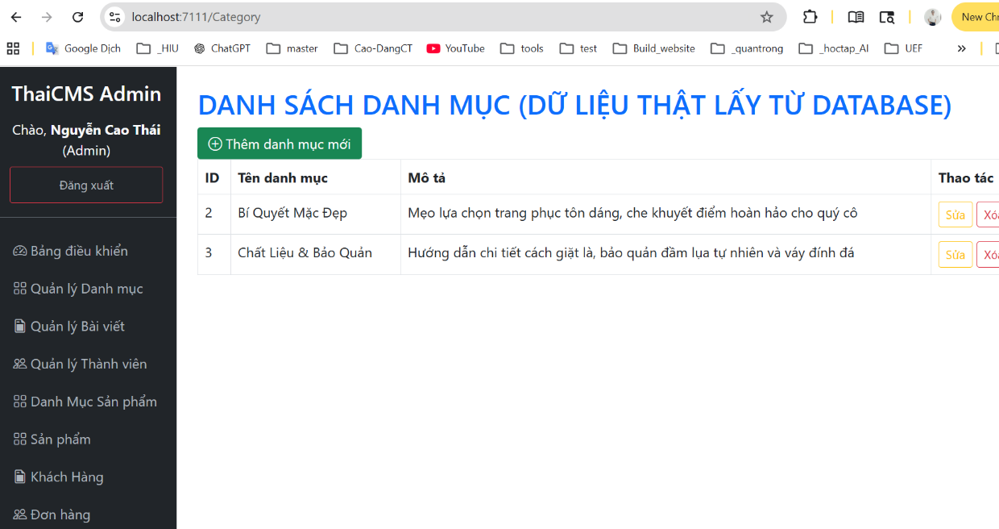 localhost:7111/Category
New Chr
Google Dịch
_HIU
ChatGPT
master
Cao-DangCT
YouTube
tools
test
Build_website
_quantrong
_hoctap_AI
UEF
ThaiCMS Admin
Chào, Nguyễn Cao Thái
(Admin)
Đăng xuất
Bảng điều khiển
Quản lý Danh mục
Quản lý Bài viết
Quản lý Thành viên
Danh Mục Sản phẩm
Sản phẩm
Khách Hàng
Đơn hàng
DANH SÁCH DANH MỤC (DỮ LIỆU THẬT LẤY TỪ DATABASE)
Thêm danh mục mới
ID Tên danh mục Mô tả Thao tác
2 Bí Quyết Mặc Đẹp Mẹo lựa chọn trang phục tôn dáng, che khuyết điểm hoàn hảo cho quý cô Sửa Xóa
3 Chất Liệu & Bảo Quản Hướng dẫn chi tiết cách giặt là, bảo quản đầm lụa tự nhiên và váy đính đá Sửa Xóa